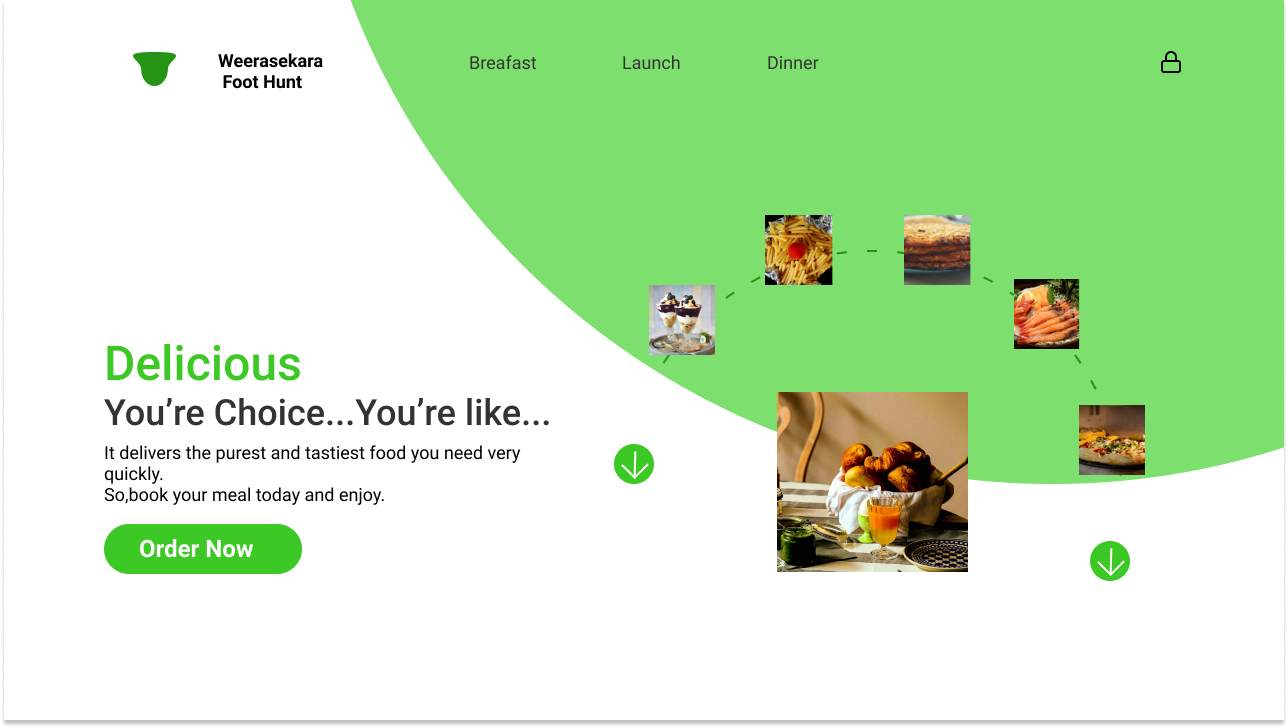 Weerasekara
Foot Hunt
Breafast
Launch
Dinner
Delicious
You’re Choice...You’re like...
It delivers the purest and tastiest food you need very
quickly.
So,book your meal today and enjoy.
Order Now